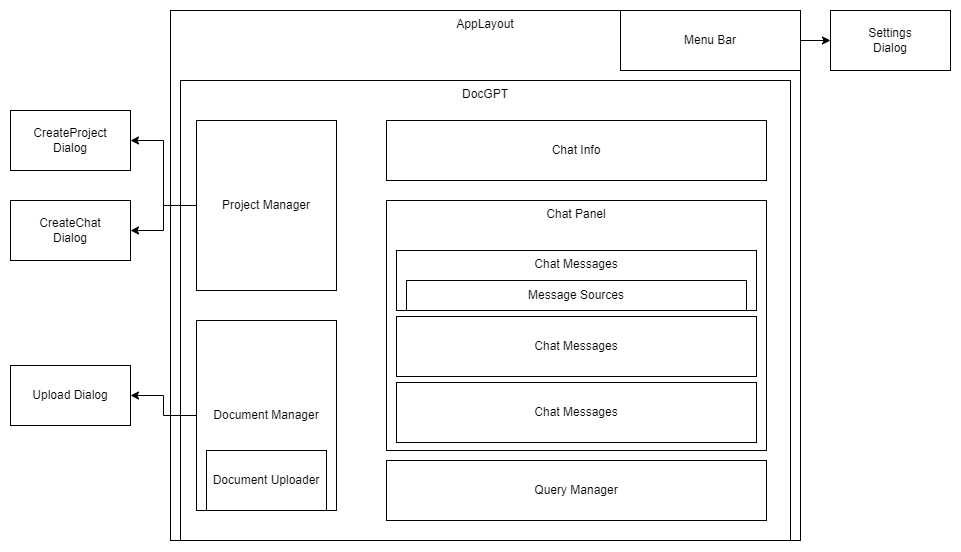 AppLayout
Menu Bar
Settings
Dialog
DocGPT
CreateProject
Dialog
CreateChat
Dialog
Project Manager
Chat Info
Chat Panel
Chat Messages
Message Sources
Chat Messages
Chat Messages
Upload Dialog
Document Manager
Document Uploader
Query Manager